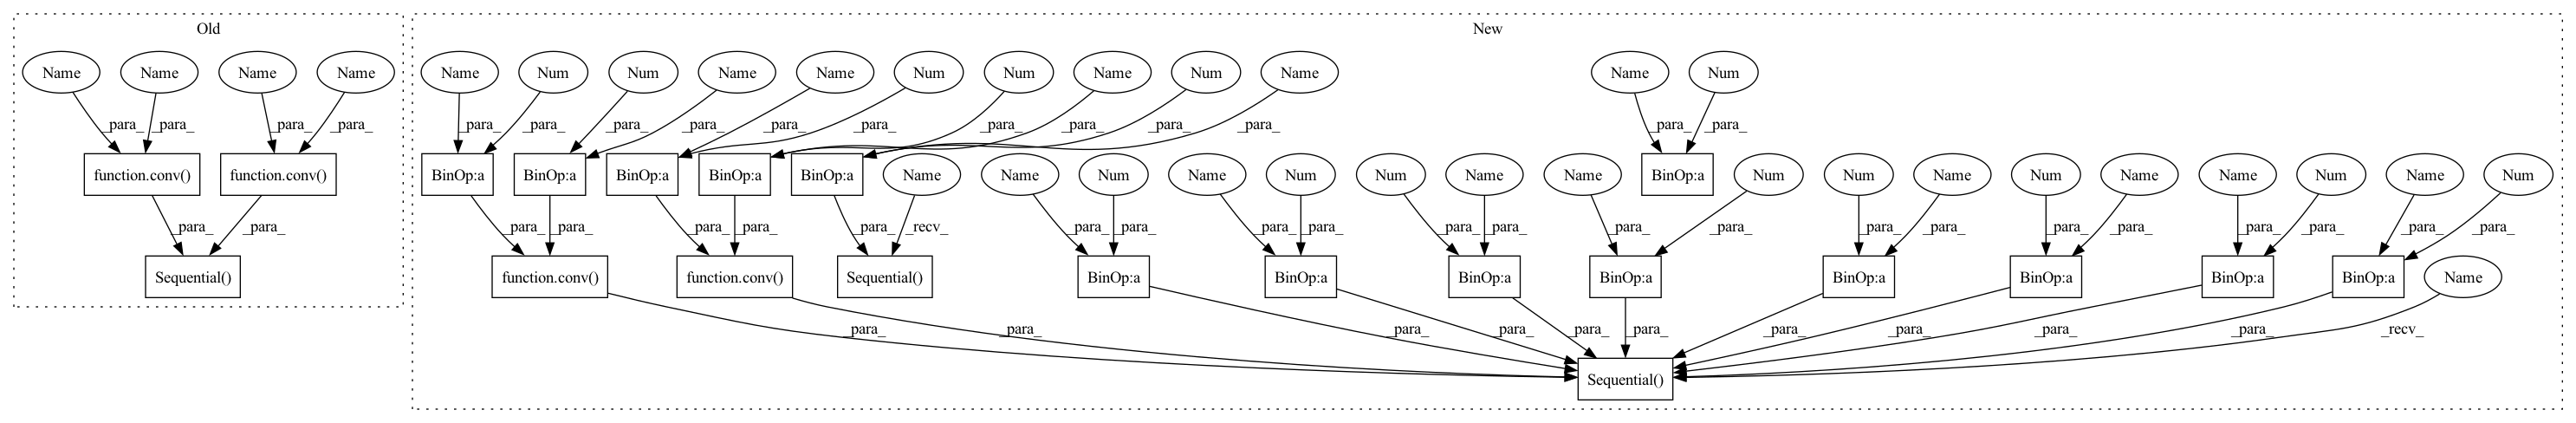 Old New
Name Name Name Name Name Num Num Name Name Num Num Name Num Name Name Num
_para_ _para_ _para_ _para_ _para_ _para_ _para_ _para_ _para_ _para_ _para_ _para_ _para_ _para_ _para_ _para_
function.conv() function.conv() BinOp:a BinOp:a BinOp:a BinOp:a BinOp:a Name Name Num Name Num Num Name Name BinOp:a Num Num Name Num Name Name Num Name Num
_para_ _para_ _para_ _para_ _para_ _para_ _para_ _recv_ _para_ _para_ _para_ _para_ _para_ _para_ _para_ _para_ _para_ _para_ _para_ _para_ _para_ _para_ _para_ _para_
Sequential() function.conv() function.conv() Sequential() BinOp:a BinOp:a BinOp:a BinOp:a BinOp:a BinOp:a BinOp:a BinOp:a Name
_para_ _para_ _para_ _para_ _para_ _para_ _para_ _para_ _para_ _para_ _recv_
Sequential()